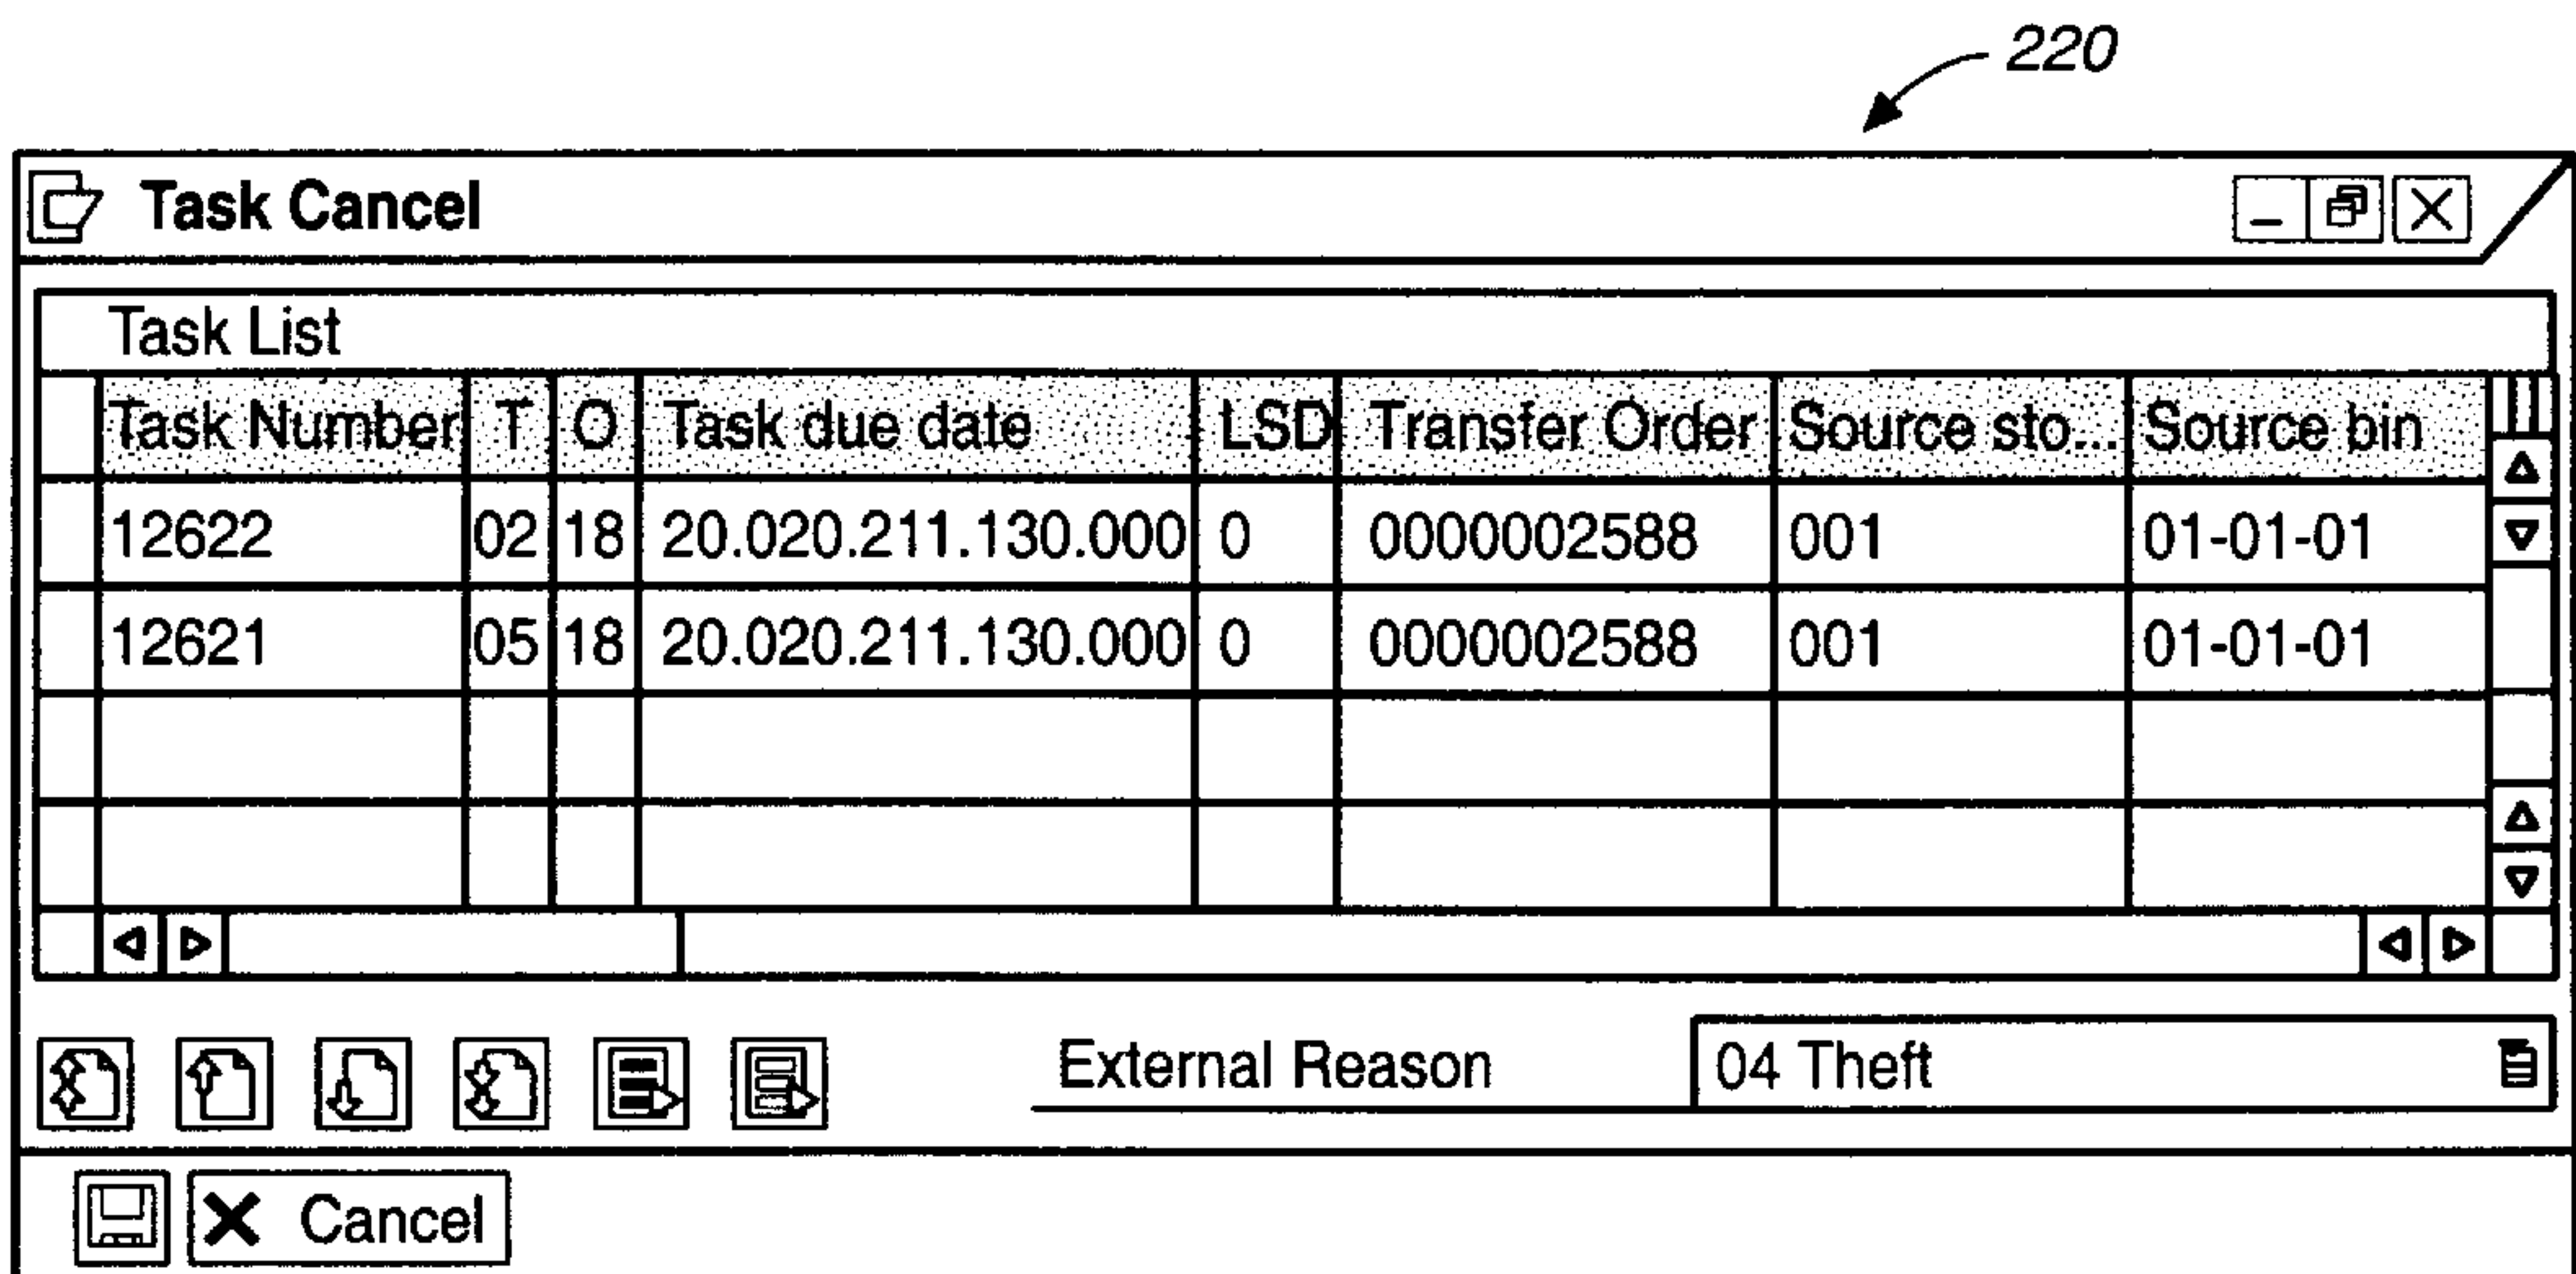 220
Task Cancel
Task List
Task Number T O Task due date LSD Transfer Order Source sto... Source bin
12622 02 18 20.020.211.130.000 0 0000002588 001 01-01-01
12621 05 18 20.020.211.130.000 0 0000002588 001 01-01-01
External Reason 04 Theft
Cancel